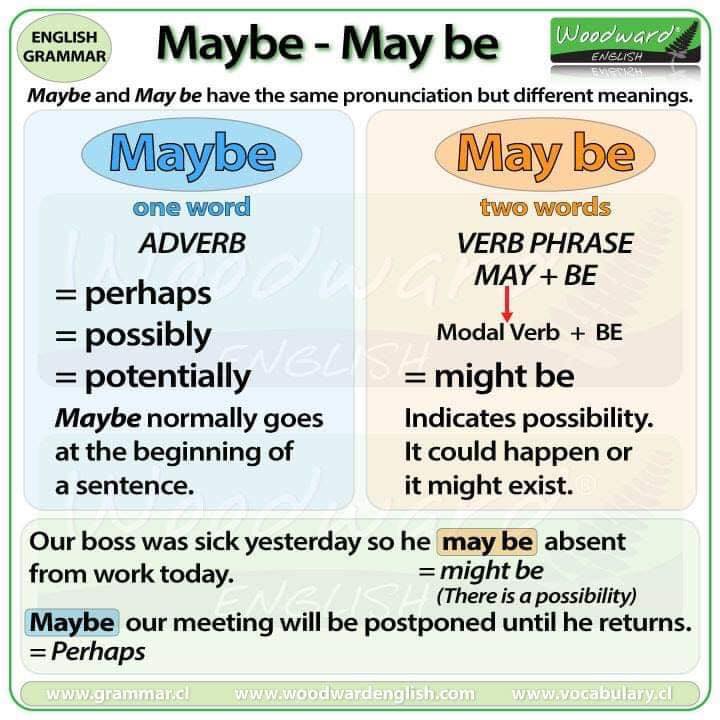 ENGLISH
GRAMMAR
Maybe - May be
Woodward®
ENGLISH
Maybe and May be have the same pronunciation but different meanings.
Maybe
one word
ADVERB
= perhaps
= possibly
= potentially
Maybe normally goes
at the beginning of
a sentence.
May be
two words
VERB PHRASE
MAY + BE
Modal Verb + BE
= might be
Indicates possibility.
It could happen or
it might exist.
Woodward
ENGLISH
Woodward®
ENGLISH
Our boss was sick yesterday so he may be absent
from work today. = might be
(There is a possibility)
Maybe our meeting will be postponed until he returns.
= Perhaps
www.grammar.cl www.woodwardenglish.com www.vocabulary.cl